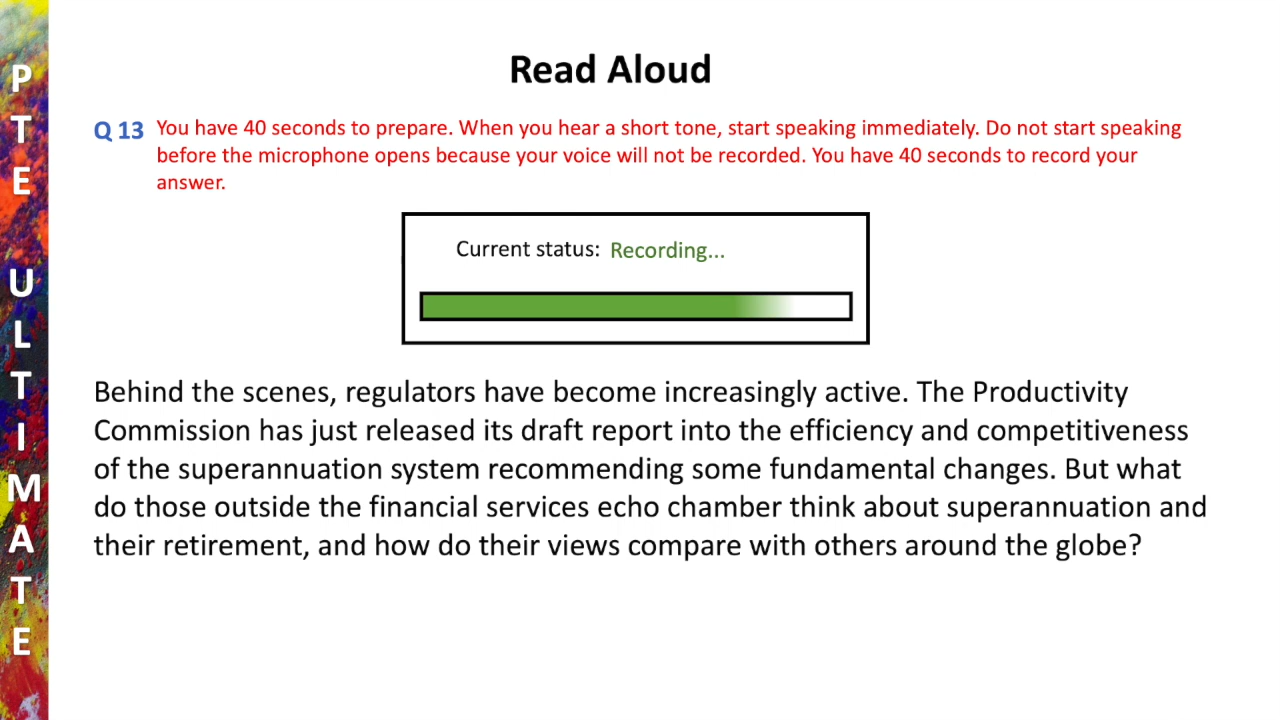 PTE ULTIMATE
Read Aloud
Q 13 You have 40 seconds to prepare. When you hear a short tone, start speaking immediately. Do not start speaking
before the microphone opens because your voice will not be recorded. You have 40 seconds to record your
answer.
Current status: Recording...
Behind the scenes, regulators have become increasingly active. The Productivity
Commission has just released its draft report into the efficiency and competitiveness
of the superannuation system recommending some fundamental changes. But what
do those outside the financial services echo chamber think about superannuation and
their retirement, and how do their views compare with others around the globe?